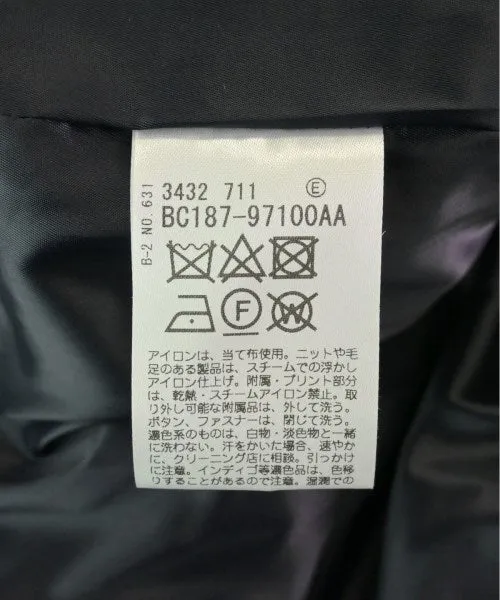 B-2 NO.631
3432 711 Ⓔ
BC187-97100AA
F
W
アイロンは、当て布使用。ニットや毛
足のある製品は、スチームでの浮かし
アイロン仕上げ。附属・プリント部分
は、乾熱・スチームアイロン禁止。取
り外し可能な附属品は、外して洗う。
ボタン、ファスナーは、閉じて洗う。
濃色系のものは、白物・淡色物と一緒
に洗わない。汗をかいた場合、速やか
に、クリーニング店に相談。引っかけ
に注意。インディゴ等濃色品は、色移
りすることがあるので注意。湿潤での